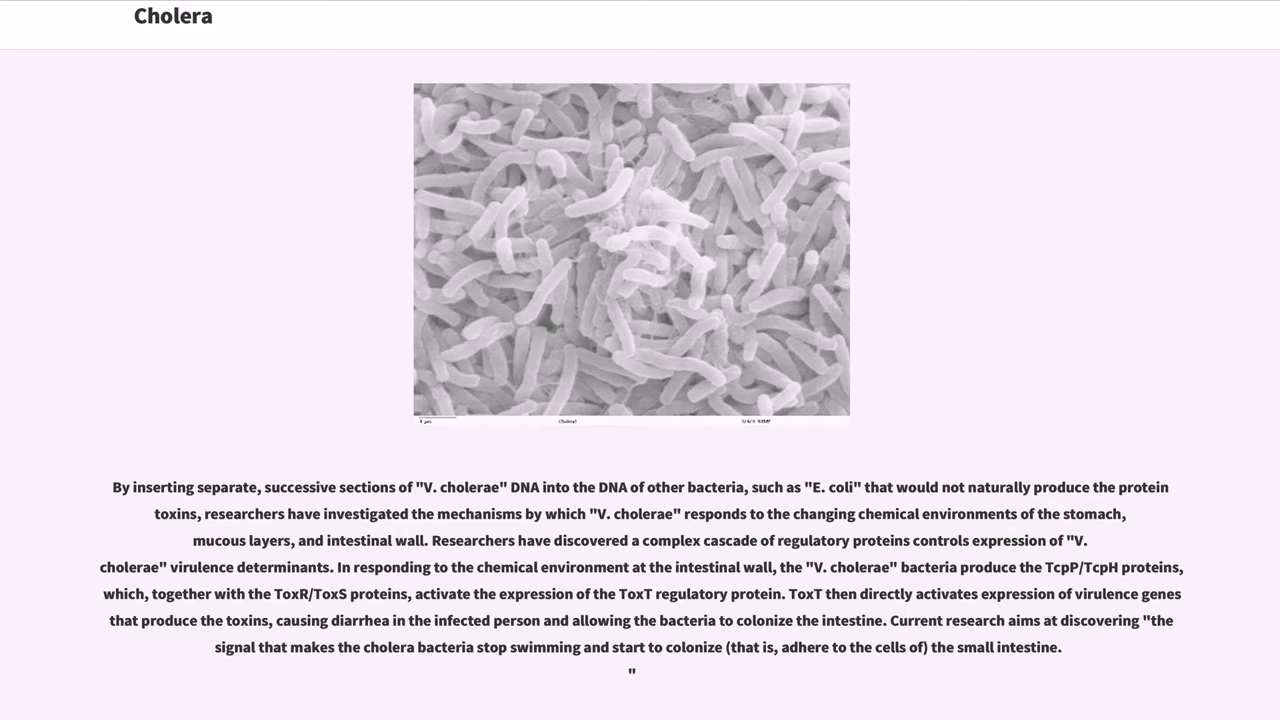 Cholera
1 µm
By inserting separate, successive sections of "V. cholerae" DNA into the DNA of other bacteria, such as "E. coli" that would not naturally produce the protein
toxins, researchers have investigated the mechanisms by which "V. cholerae" responds to the changing chemical environments of the stomach,
mucous layers, and intestinal wall. Researchers have discovered a complex cascade of regulatory proteins controls expression of "V.
cholerae" virulence determinants. In responding to the chemical environment at the intestinal wall, the "V. cholerae" bacteria produce the TcpP/TcpH proteins,
which, together with the ToxR/ToxS proteins, activate the expression of the ToxT regulatory protein. ToxT then directly activates expression of virulence genes
that produce the toxins, causing diarrhea in the infected person and allowing the bacteria to colonize the intestine. Current research aims at discovering "the
signal that makes the cholera bacteria stop swimming and start to colonize (that is, adhere to the cells of) the small intestine.
"